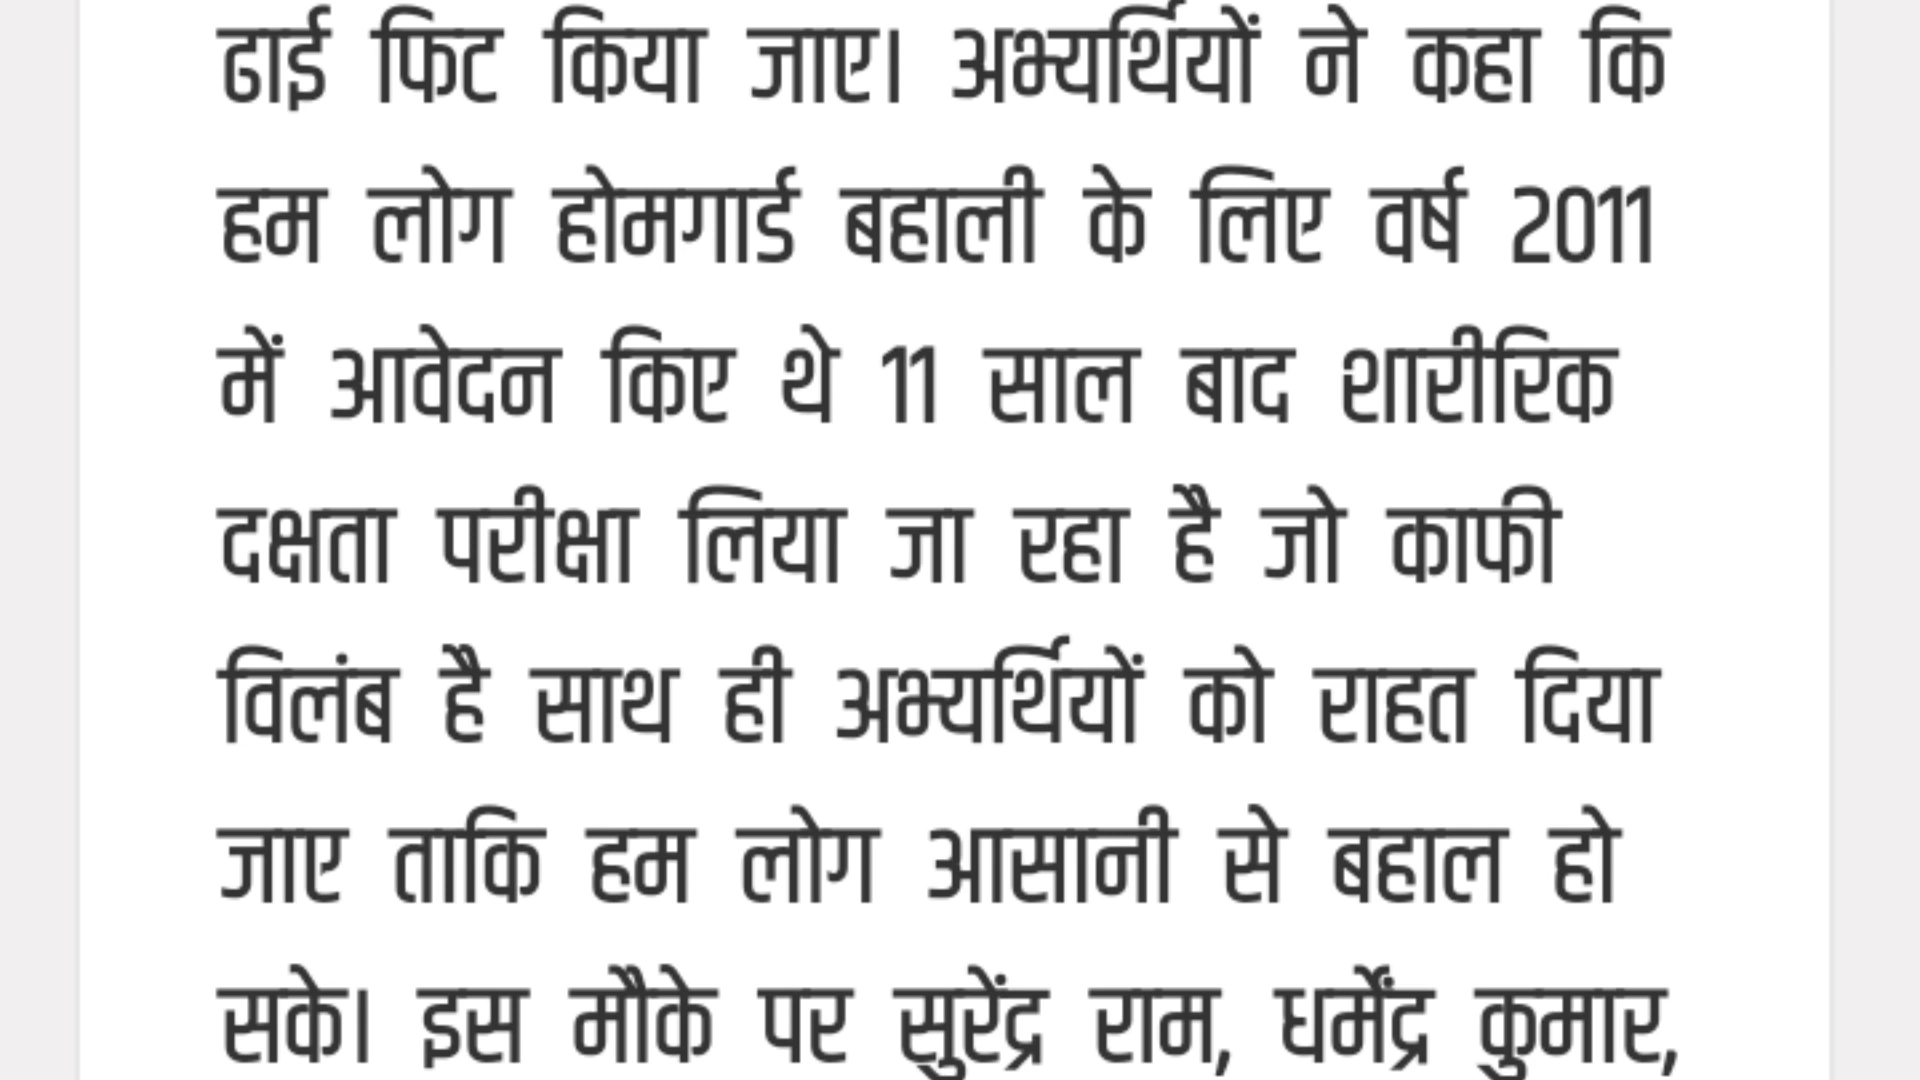 ढाई फिट किया जाए। अभ्यर्थियों ने कहा कि
हम लोग होमगार्ड बहाली के लिए वर्ष 2011
में आवेदन किए थे 11 साल बाद शारीरिक
दक्षता परीक्षा लिया जा रहा है जो काफी
विलंब है साथ ही अभ्यर्थियों को राहत दिया
जाए ताकि हम लोग आसानी से बहाल हो
सके। इस मौके पर सुरेंद्र राम, धर्मेंद्र कुमार,